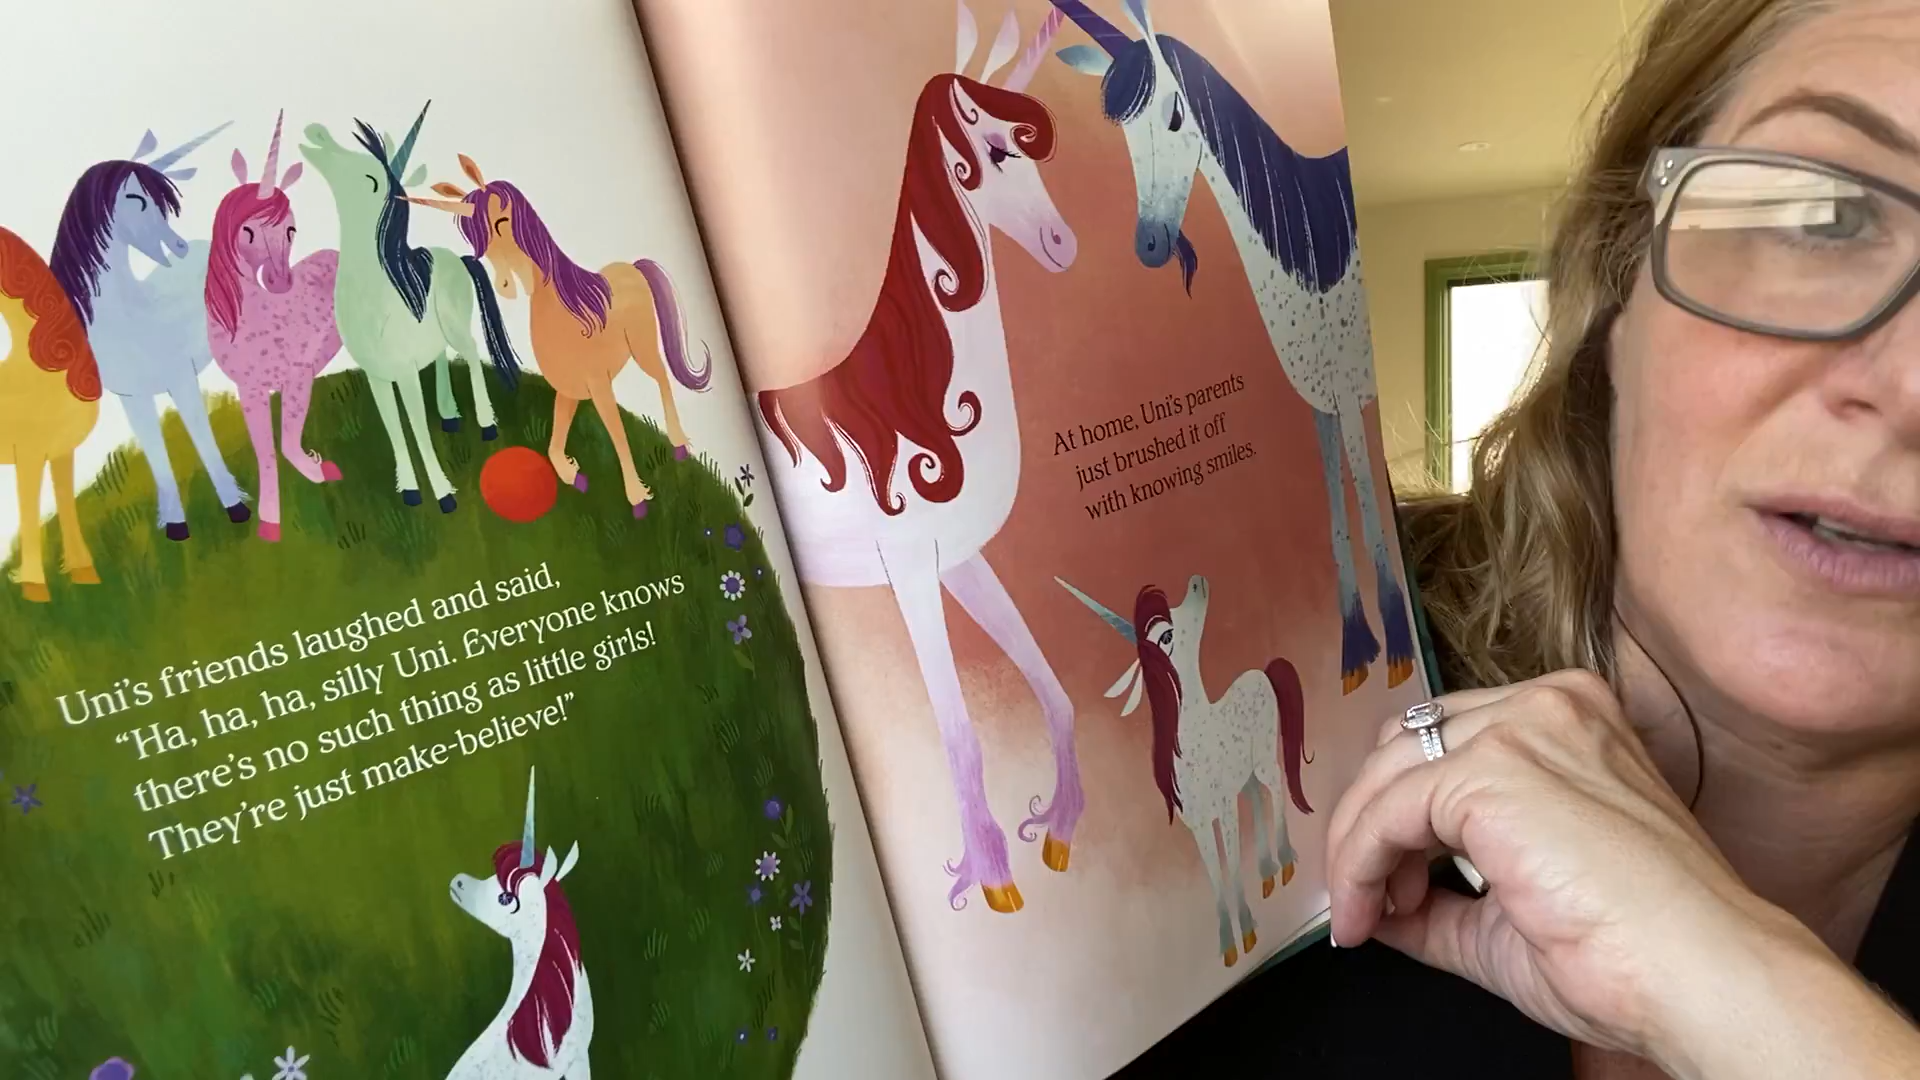 Uni's friends laughed and said,
“Ha, ha, ha, silly Uni. Everyone knows
there's no such thing as little girls!
They're just make-believe!”
At home, Uni's parents
just brushed it off
with knowing smiles.